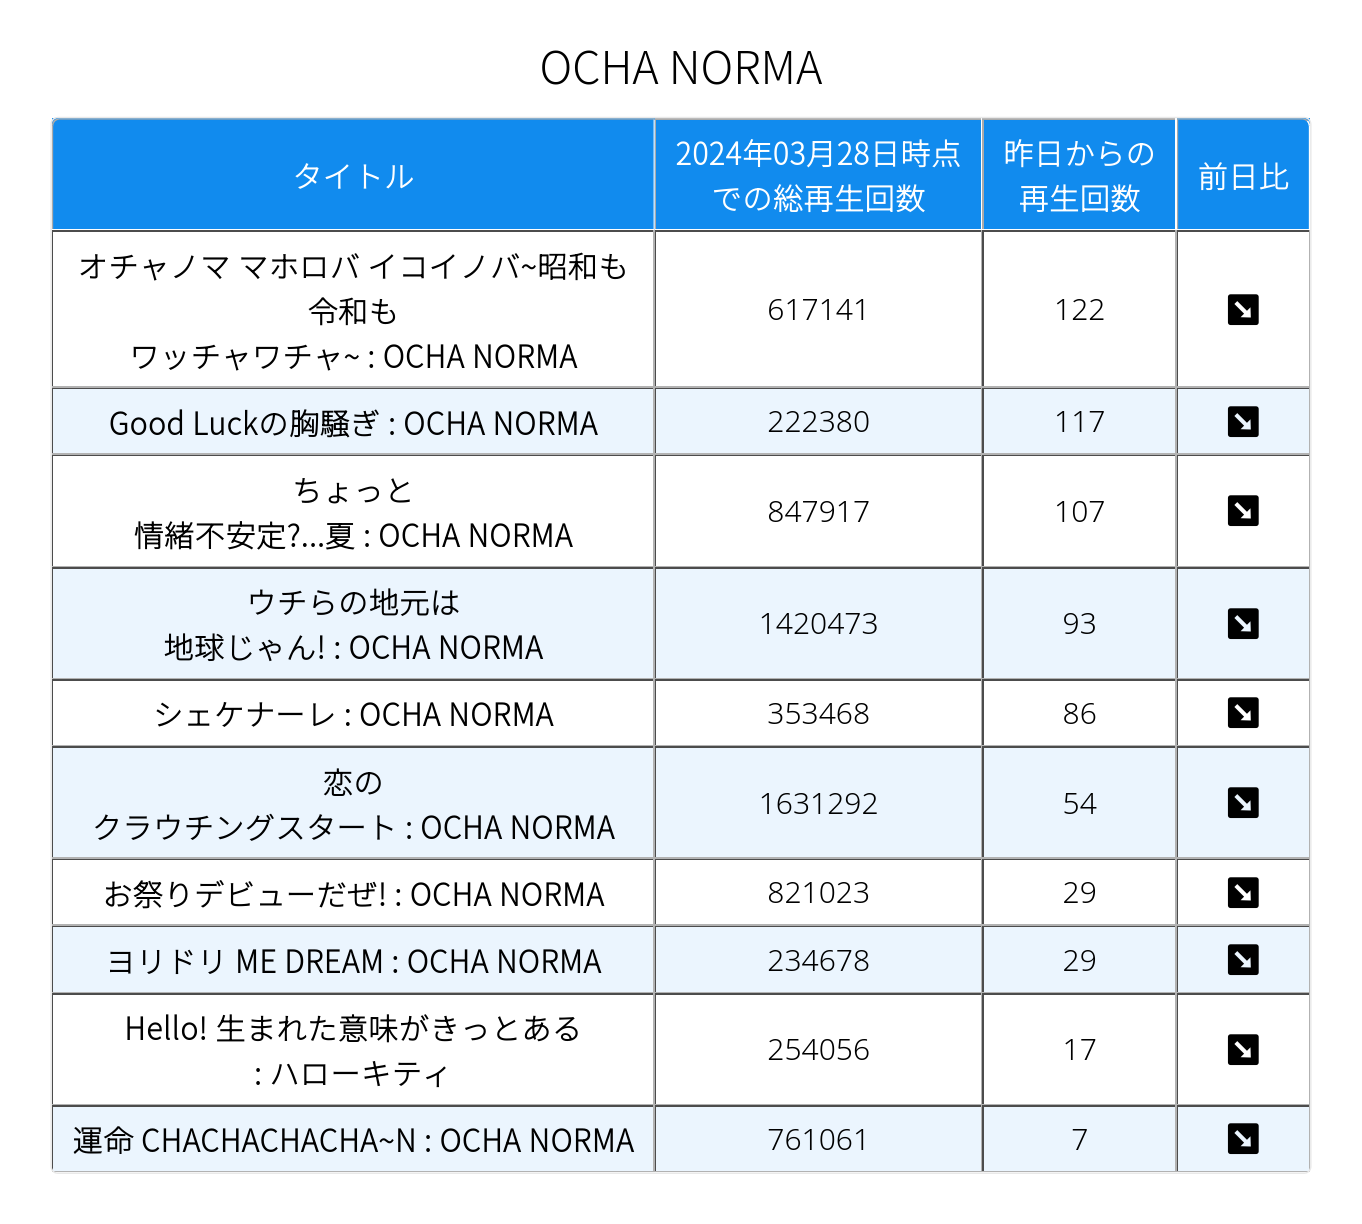 OCHA NORMA
タイトル
2024年03月28日時点
での総再生回数
昨日からの
再生回数
前日比
オチャノマ マホロバ イコイノバ~昭和も
令和も
ワッチャワチャ~ : OCHA NORMA
617141
122
Good Luckの胸騒ぎ : OCHA NORMA
222380
117
ちょっと
情緒不安定?...夏 : OCHA NORMA
847917
107
ウチらの地元は
地球じゃん! : OCHA NORMA
1420473
93
シェケナーレ : OCHA NORMA
353468
86
恋の
クラウチングスタート : OCHA NORMA
1631292
54
お祭りデビューだぜ! : OCHA NORMA
821023
29
ヨリドリ ME DREAM : OCHA NORMA
234678
29
Hello! 生まれた意味がきっとある
: ハローキティ
254056
17
運命 CHACHACHACHA~N : OCHA NORMA
761061
7